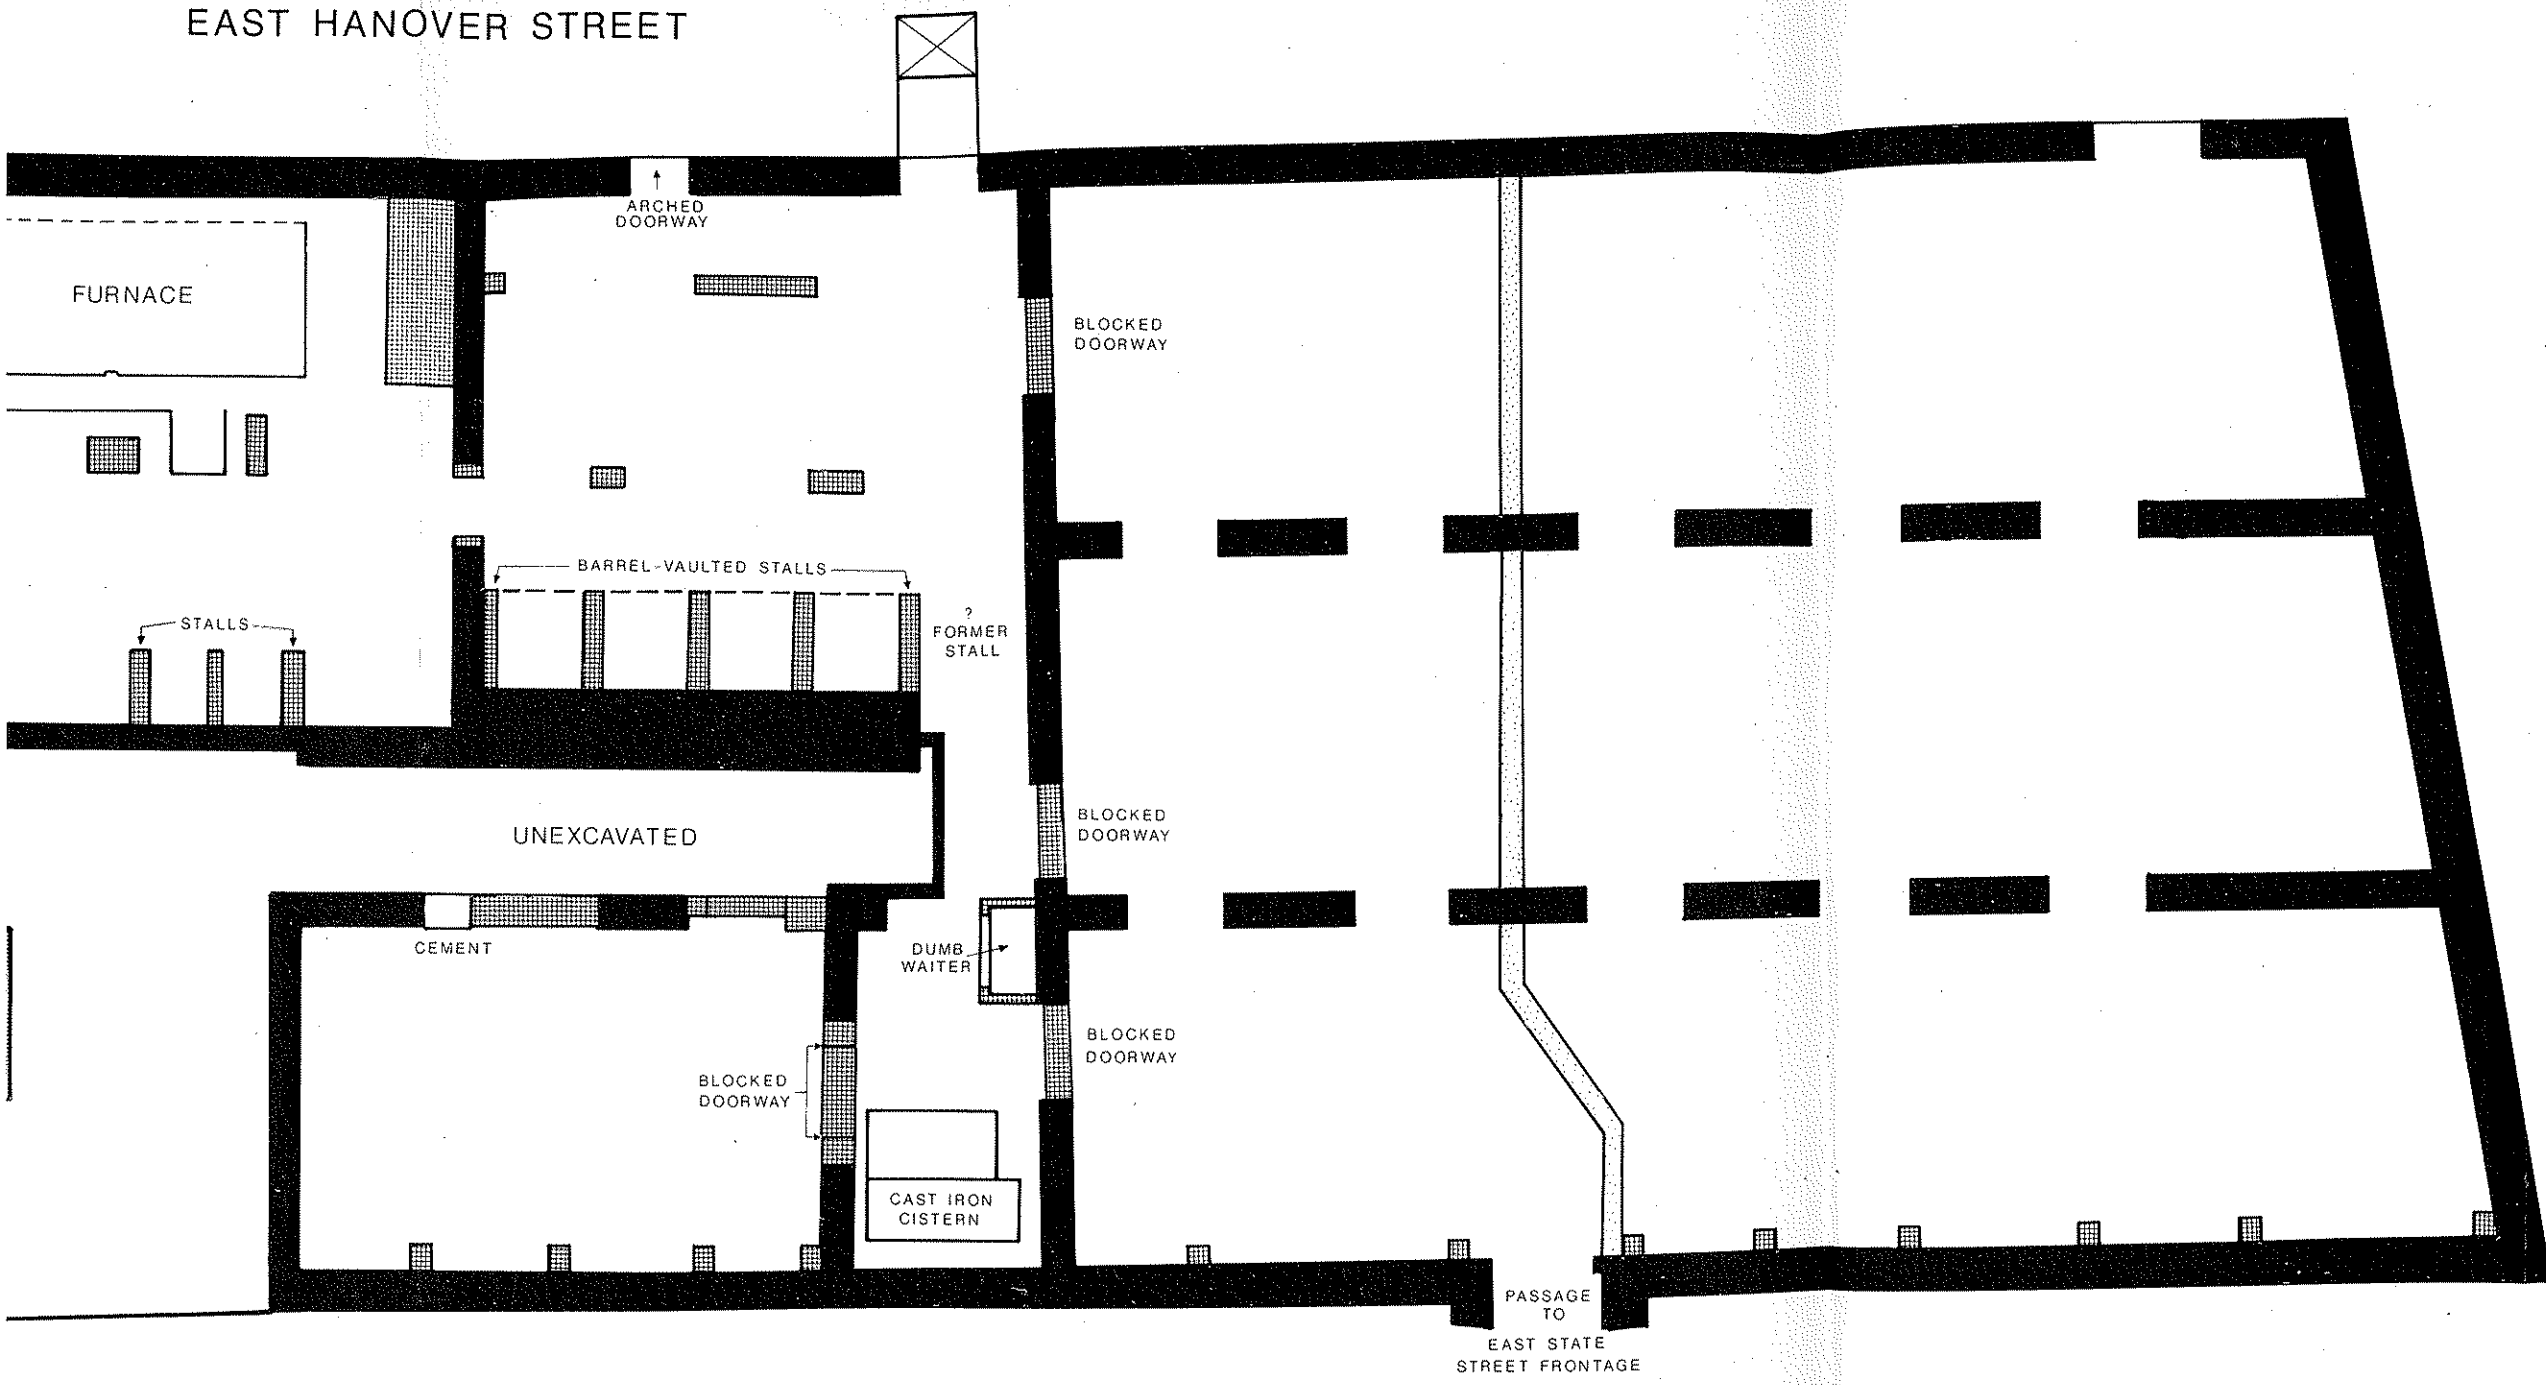 EAST HANOVER STREET
ARCHED
DOORWAY
FURNACE
BLOCKED
DOORWAY
BARREL-VAULTED STALLS
STALLS
?
FORMER
STALL
BLOCKED
DOORWAY
UNEXCAVATED
CEMENT
DUMB
WAITER
BLOCKED
DOORWAY
BLOCKED
DOORWAY
CAST IRON
CISTERN
PASSAGE
TO
EAST STATE
STREET FRONTAGE